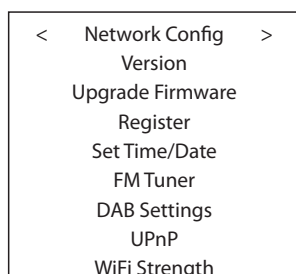 < Network Config >
Version
Upgrade Firmware
Register
Set Time/Date
FM Tuner
DAB Settings
UPnP
WiFi Strength